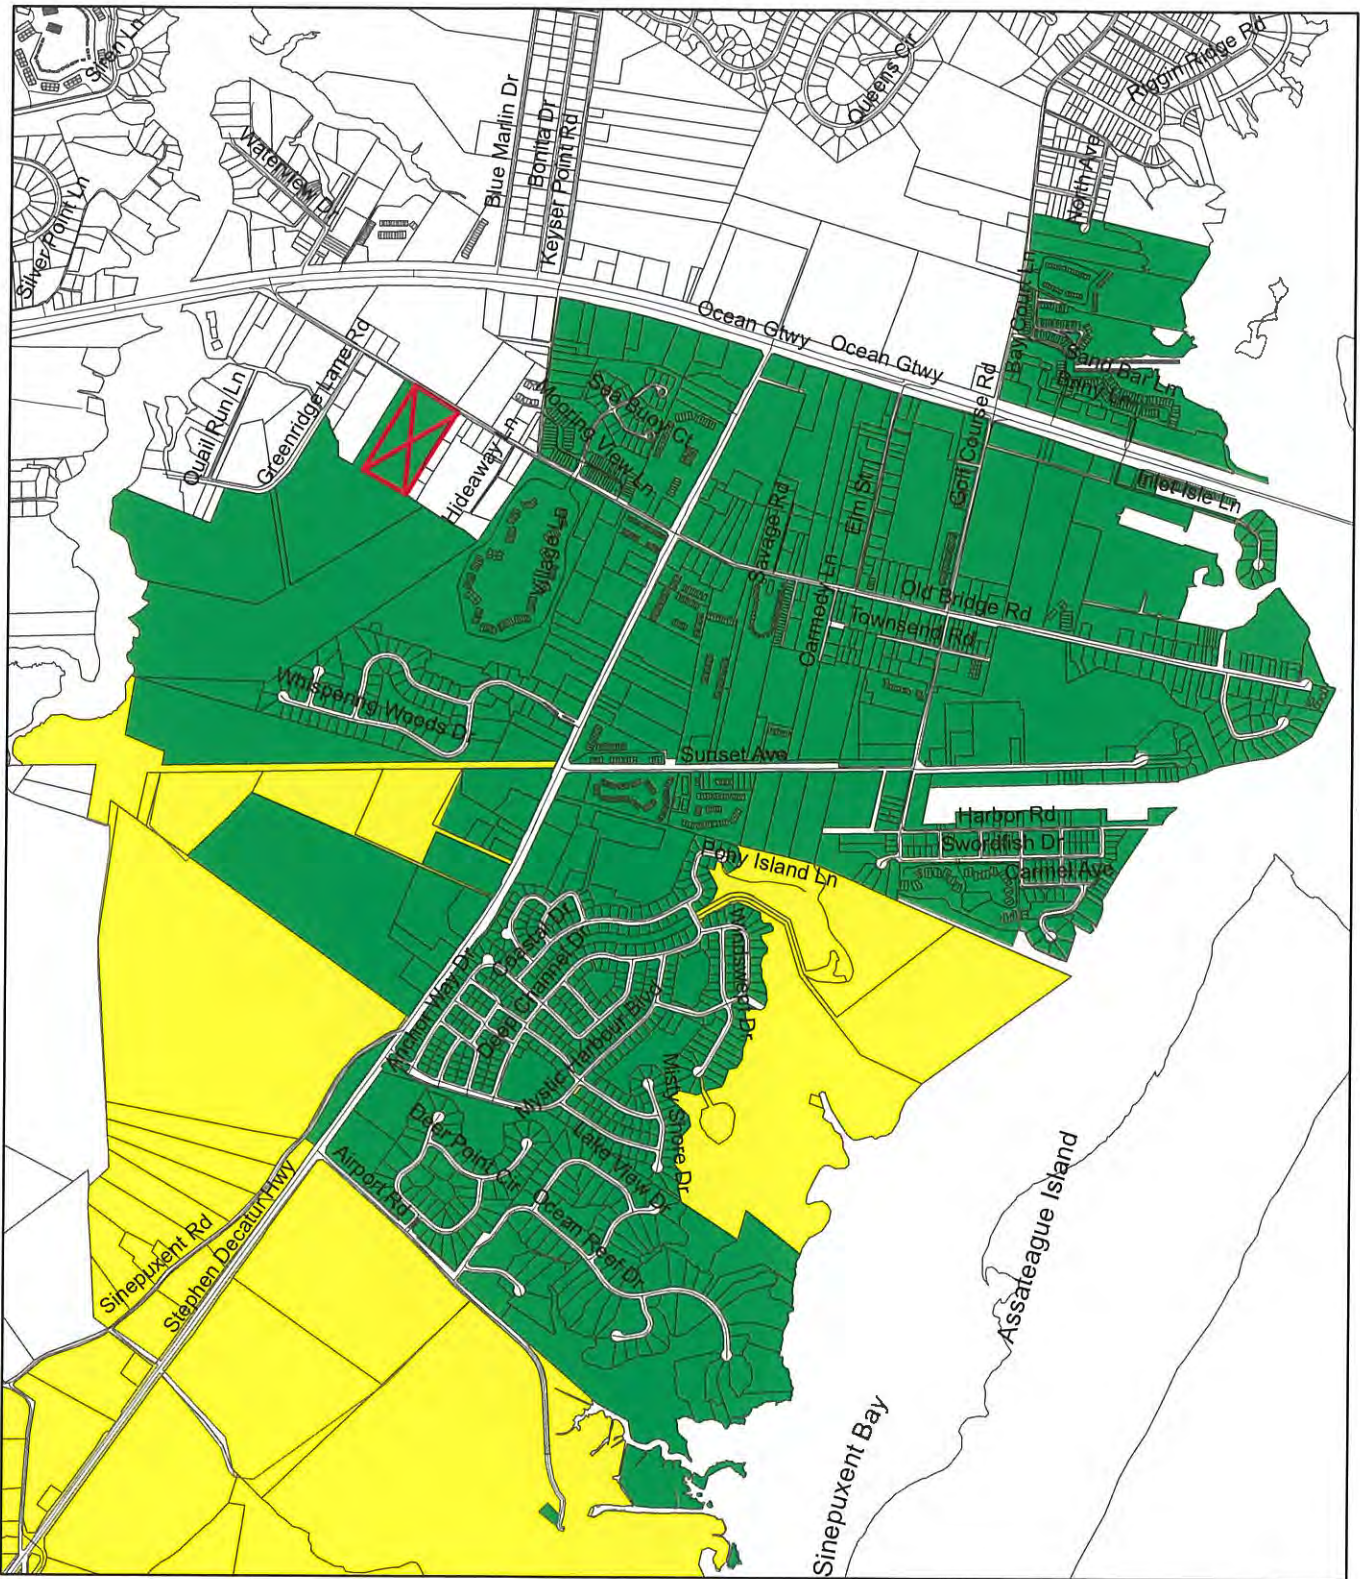 Siren Ln
Queens Cir
Riggin Ridge Rd
Blue Marlin Dr
Bonita Dr
Keyser Point Rd
Waterview Dr
North Ave
Silver Point Ln
Ocean Gtwy
Ocean Gtwy
Bay Court Ln
Sand Bar Ln
Briny Ln
Greenridge Lane Rd
Quail Run Ln
Sea Buoy Ct
Mooring View Ln
Hideaway Ln
Golf Course Rd
Inlet Isle Ln
Elm St
Savage Rd
Village Ln
Carmody Ln
Old Bridge Rd
Townsend Rd
Whispering Woods Dr
Sunset Ave
Harbor Rd
Swordfish Dr
Carmel Ave
Pony Island Ln
Coastal Dr
Windswept Dr
Deep Channel Dr
Anchor Way Dr
Mystic Harbour Blvd
Misty Shore Dr
Lake View Dr
Deer Point Cir
Airport Rd
Ocean Reef Dr
Sinepuxent Rd
Stephen Decatur Hwy
Assateague Island
Sinepuxent Bay